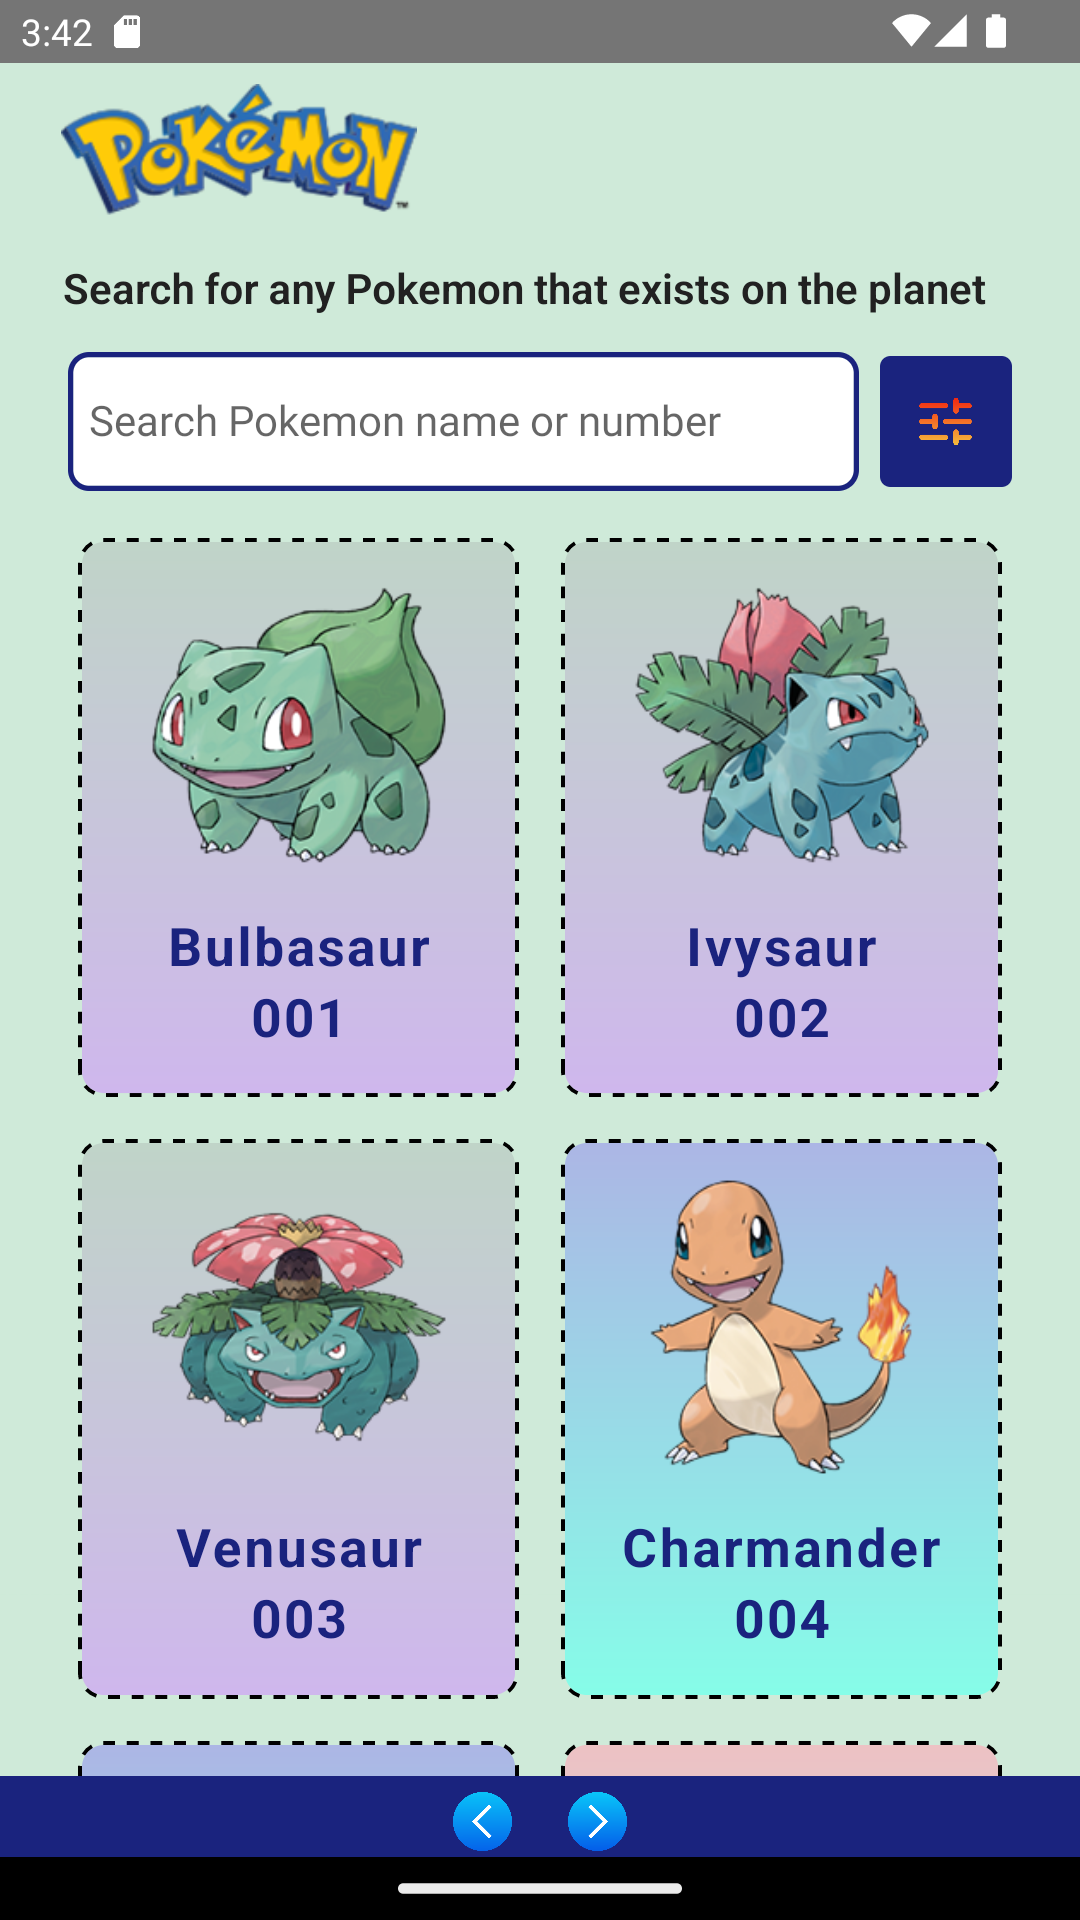 3:42
POKéMON
TM
Search for any Pokemon that exists on the planet
Search Pokemon name or number
Bulbasaur
001
Ivysaur
002
Venusaur
003
Charmander
004